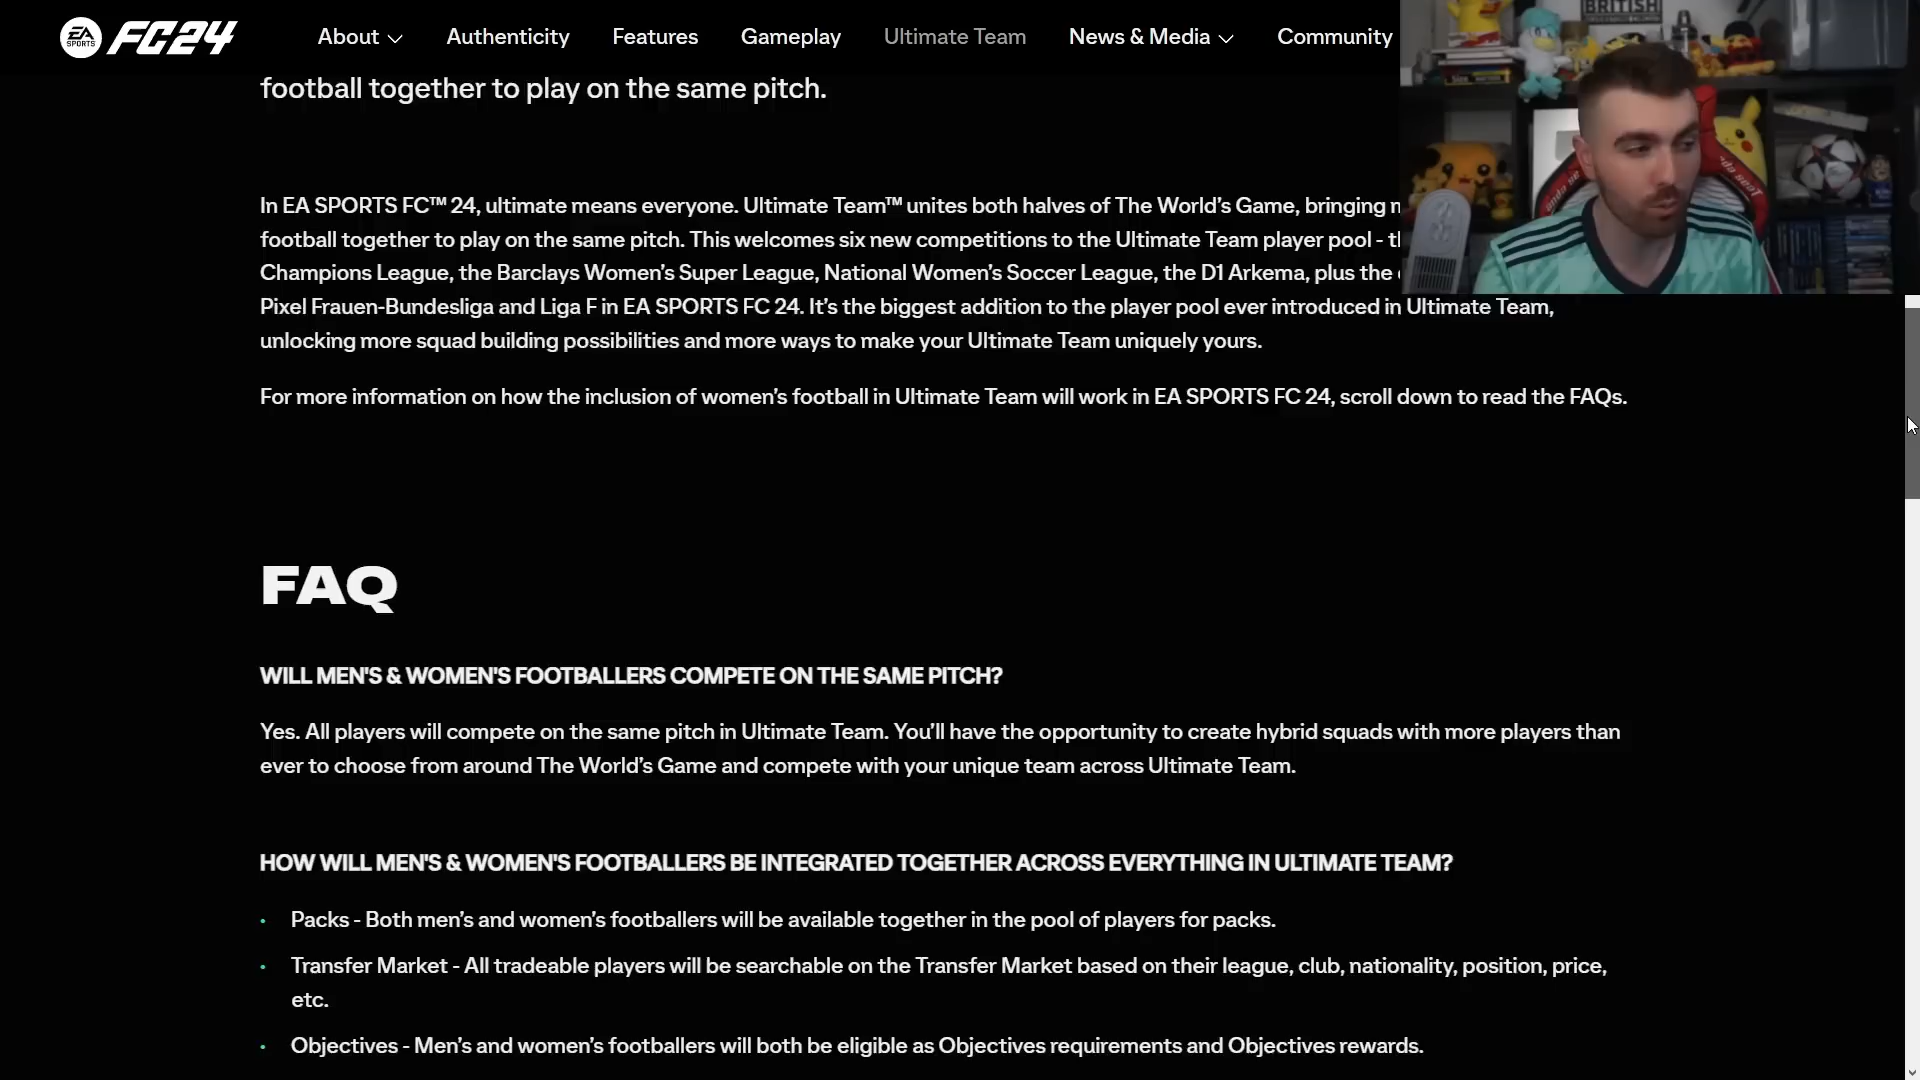 EA SPORTS FC24
About
Authenticity
Features
Gameplay
Ultimate Team
News & Media
Community
BRITISH
football together to play on the same pitch.
In EA SPORTS FC™ 24, ultimate means everyone. Ultimate Team™ unites both halves of The World's Game, bringing
football together to play on the same pitch. This welcomes six new competitions to the Ultimate Team player pool -
Champions League, the Barclays Women's Super League, National Women's Soccer League, the D1 Arkema, plus the
Pixel Frauen-Bundesliga and Liga F in EA SPORTS FC 24. It's the biggest addition to the player pool ever introduced in Ultimate Team,
unlocking more squad building possibilities and more ways to make your Ultimate Team uniquely yours.
For more information on how the inclusion of women's football in Ultimate Team will work in EA SPORTS FC 24, scroll down to read the FAQs.
FAQ
WILL MEN'S & WOMEN'S FOOTBALLERS COMPETE ON THE SAME PITCH?
Yes. All players will compete on the same pitch in Ultimate Team. You'll have the opportunity to create hybrid squads with more players than
ever to choose from around The World's Game and compete with your unique team across Ultimate Team.
HOW WILL MEN'S & WOMEN'S FOOTBALLERS BE INTEGRATED TOGETHER ACROSS EVERYTHING IN ULTIMATE TEAM?
• Packs - Both men's and women's footballers will be available together in the pool of players for packs.
• Transfer Market - All tradeable players will be searchable on the Transfer Market based on their league, club, nationality, position, price,
etc.
• Objectives - Men's and women's footballers will both be eligible as Objectives requirements and Objectives rewards.